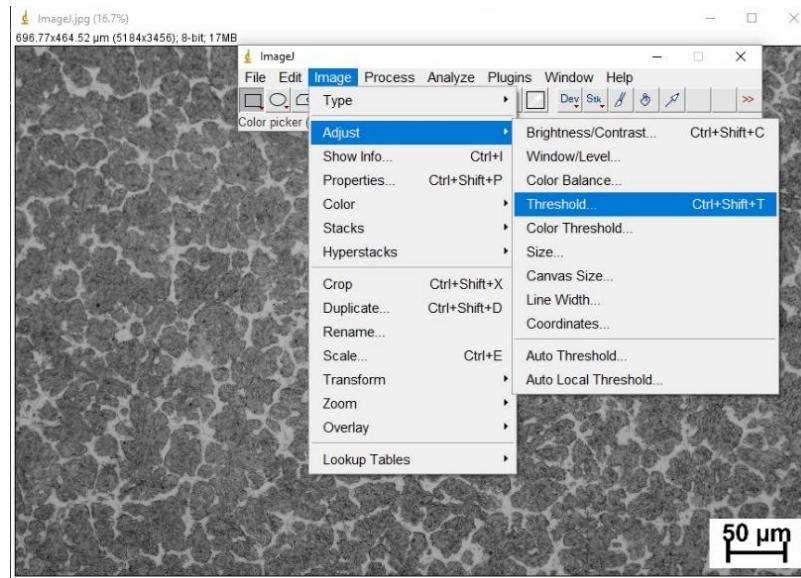 ImageJ.jpg (16.7%)
696.77x464.52 µm (5184x3456); 8-bit; 17MB
ImageJ
File Edit Image Process Analyze Plugins Window Help
Dev Stk >>
Color picker (
Type
Adjust
Show Info... Ctrl+I
Properties... Ctrl+Shift+P
Color
Stacks
Hyperstacks
Crop Ctrl+Shift+X
Duplicate... Ctrl+Shift+D
Rename...
Scale... Ctrl+E
Transform
Zoom
Overlay
Lookup Tables
Brightness/Contrast... Ctrl+Shift+C
Window/Level...
Color Balance...
Threshold... Ctrl+Shift+T
Color Threshold...
Size...
Canvas Size...
Line Width...
Coordinates...
Auto Threshold...
Auto Local Threshold...
50 µm